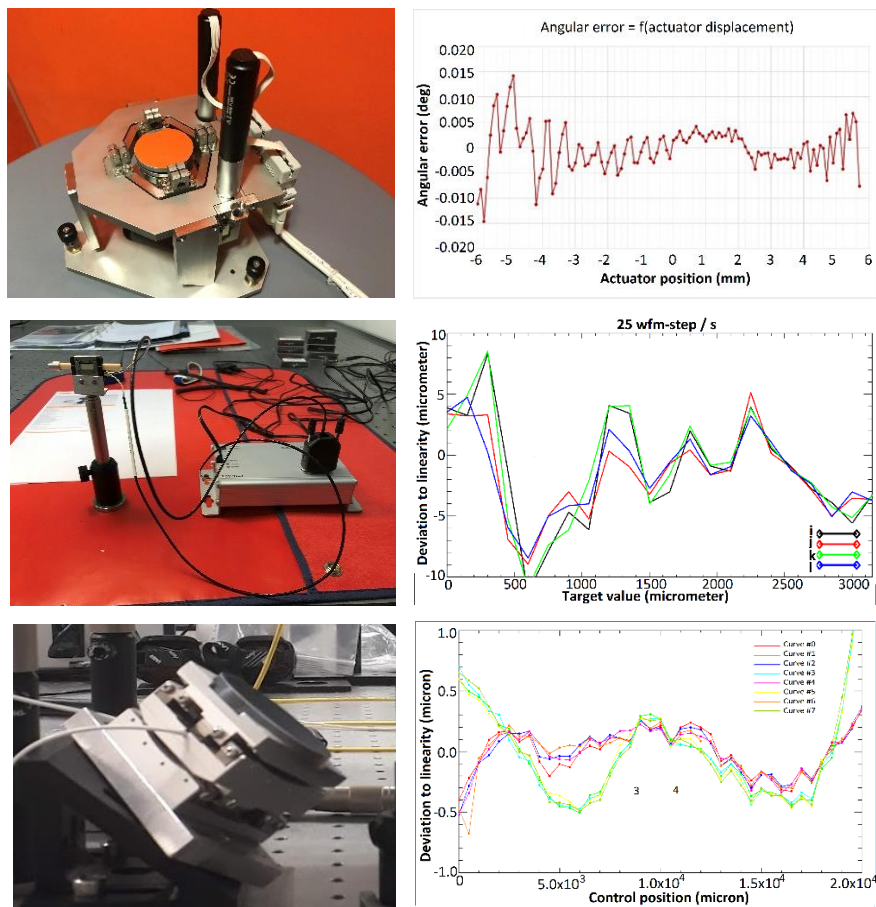 Angular error = f(actuator displacement)
Angular error (deg)
0.020
0.015
0.010
0.005
0
-0.005
-0.010
-0.015
-0.020
-6 -5 -4 -3 -2 -1 0 1 2 3 4 5 6
Actuator position (mm)
25 wfm-step / s
Deviation to linearity (micrometer)
10
5
0
-5
-10
j
k
l
0 500 1000 1500 2000 2500 3000
Target value (micrometer)
Deviation to linearity (micron)
1.0
0.5
0.0
-0.5
-1.0
Curve #0
Curve #1
Curve #2
Curve #3
Curve #4
Curve #5
Curve #6
Curve #7
3 4
0 5.0x10³ 1.0x10⁴ 1.5x10⁴ 2.0x10⁴
Control position (micron)